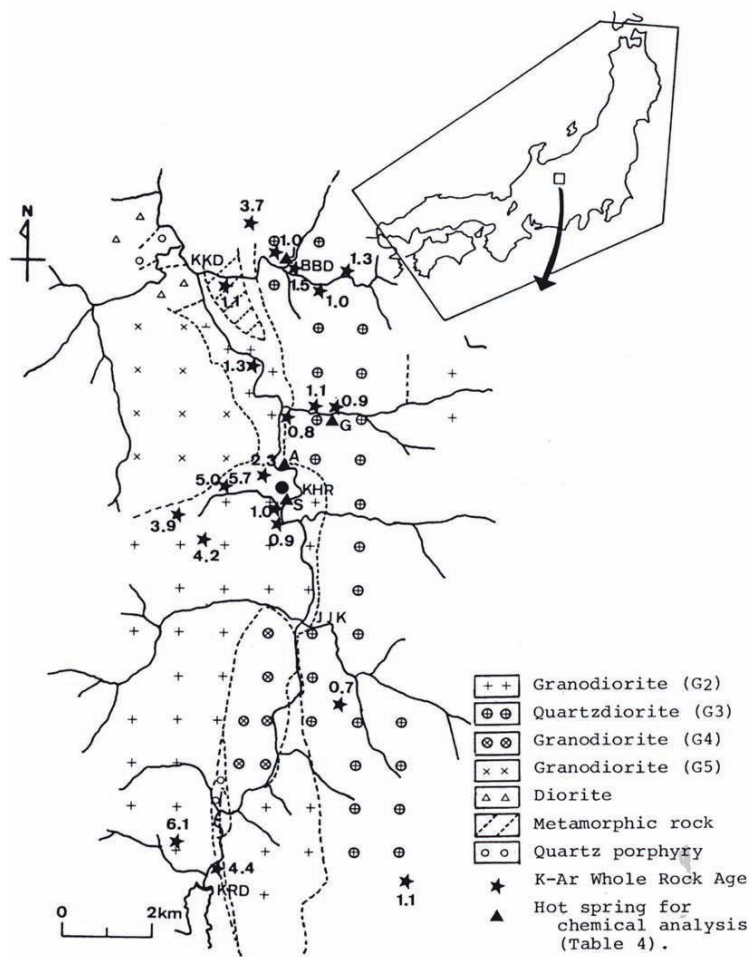 3.7
N
1.0
KKD
BBD
1.3
1.5
1.1
1.0
1.3
1.1
0.9
0.8
G
2.3
A
5.0
5.7
KHR
S
1.0
3.9
0.9
4.2
JJK
0.7
Granodiorite (G2)
Quartzdiorite (G3)
Granodiorite (G4)
Granodiorite (G5)
Diorite
Metamorphic rock
Quartz porphyry
6.1
4.4
KRD
1.1
K-Ar Whole Rock Age
Hot spring for
chemical analysis
(Table 4).
0
2km